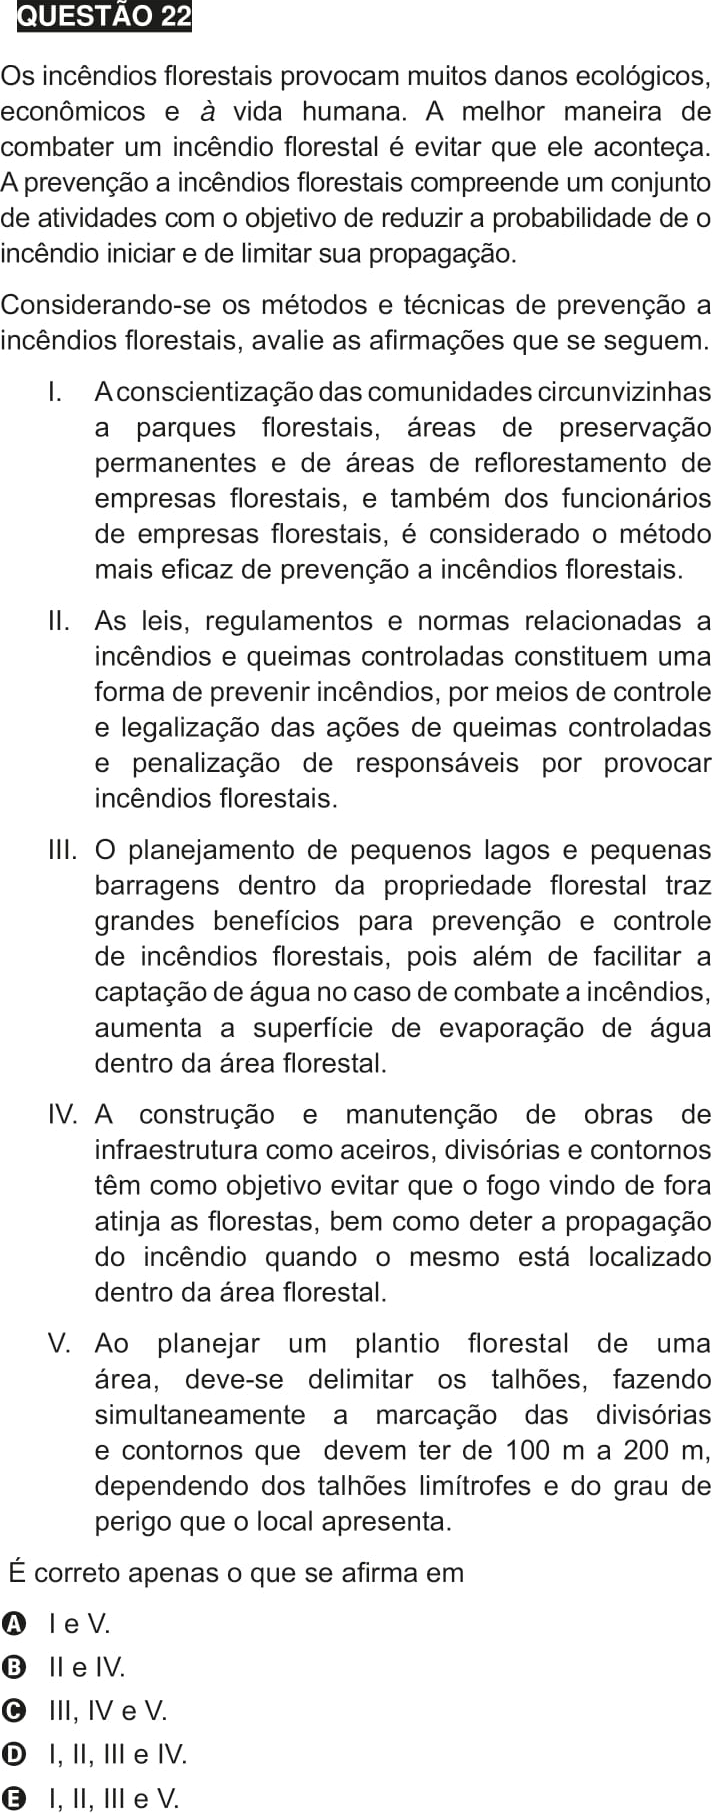 QUESTÃO 22
Os incêndios florestais provocam muitos danos ecológicos,
econômicos e à vida humana. A melhor maneira de
combater um incêndio florestal é evitar que ele aconteça.
A prevenção a incêndios florestais compreende um conjunto
de atividades com o objetivo de reduzir a probabilidade de o
incêndio iniciar e de limitar sua propagação.
Considerando-se os métodos e técnicas de prevenção a
incêndios florestais, avalie as afirmações que se seguem.
I. A conscientização das comunidades circunvizinhas
a parques florestais, áreas de preservação
permanentes e de áreas de reflorestamento de
empresas florestais, e também dos funcionários
de empresas florestais, é considerado o método
mais eficaz de prevenção a incêndios florestais.
II. As leis, regulamentos e normas relacionadas a
incêndios e queimas controladas constituem uma
forma de prevenir incêndios, por meios de controle
e legalização das ações de queimas controladas
e penalização de responsáveis por provocar
incêndios florestais.
III. O planejamento de pequenos lagos e pequenas
barragens dentro da propriedade florestal traz
grandes benefícios para prevenção e controle
de incêndios florestais, pois além de facilitar a
captação de água no caso de combate a incêndios,
aumenta a superfície de evaporação de água
dentro da área florestal.
IV. A construção e manutenção de obras de
infraestrutura como aceiros, divisórias e contornos
têm como objetivo evitar que o fogo vindo de fora
atinja as florestas, bem como deter a propagação
do incêndio quando o mesmo está localizado
dentro da área florestal.
V. Ao planejar um plantio florestal de uma
área, deve-se delimitar os talhões, fazendo
simultaneamente a marcação das divisórias
e contornos que devem ter de 100 m a 200 m,
dependendo dos talhões limítrofes e do grau de
perigo que o local apresenta.
É correto apenas o que se afirma em
A I e V.
B II e IV.
C III, IV e V.
D I, II, III e IV.
E I, II, III e V.